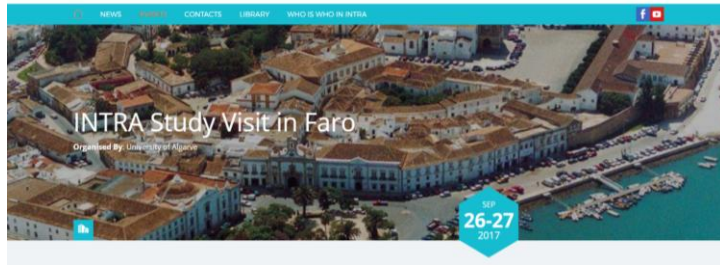 NEWS
CONTACTS
LIBRARY
WHO IS WHO IN INTRA
INTRA Study Visit in Faro
Organised By: University of Algarve
SEP
26-27
2017